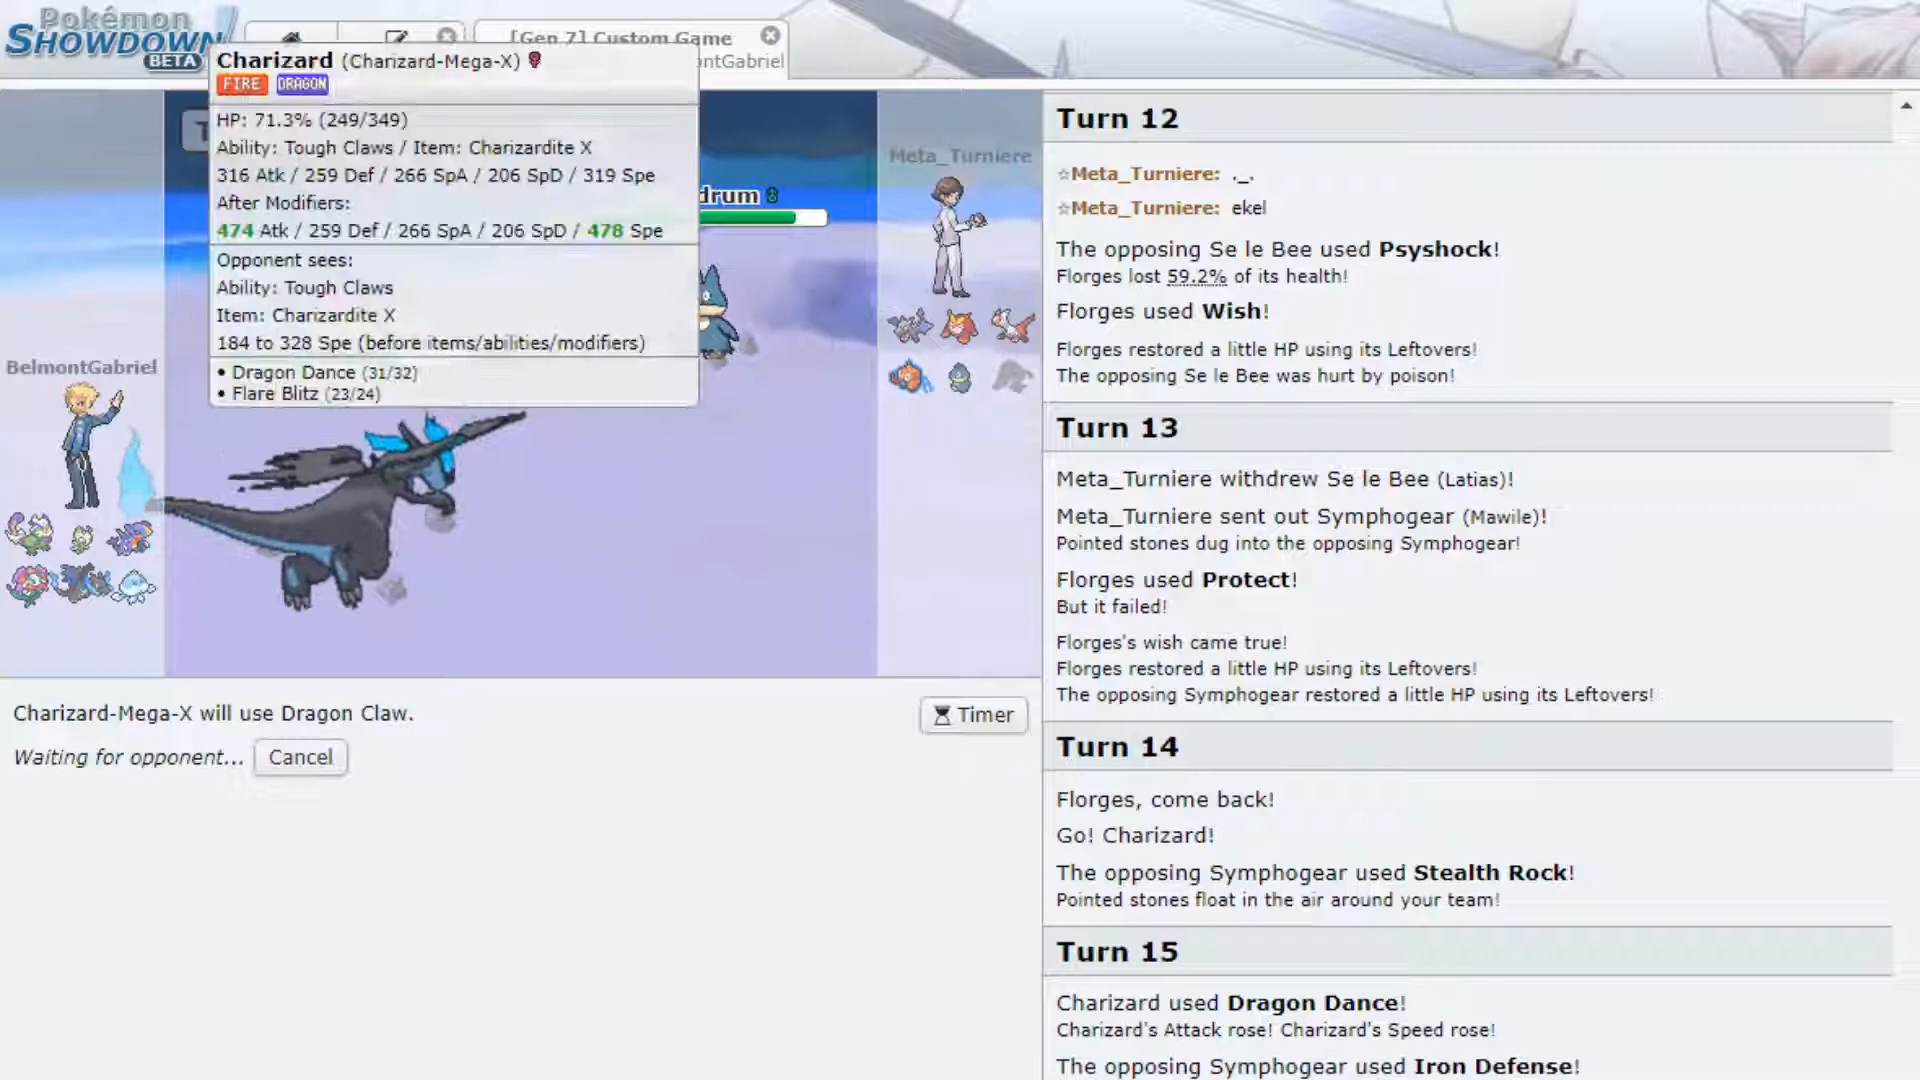 Pokémon
SHOWDOWN
BETA
[Gen 7] Custom Game
ntGabriel
Charizard (Charizard-Mega-X)
FIRE DRAGON
HP: 71.3% (249/349)
Ability: Tough Claws / Item: Charizardite X
316 Atk / 259 Def / 266 SpA / 206 SpD / 319 Spe
After Modifiers:
474 Atk / 259 Def / 266 SpA / 206 SpD / 478 Spe
Opponent sees:
Ability: Tough Claws
Item: Charizardite X
184 to 328 Spe (before items/abilities/modifiers)
• Dragon Dance (31/32)
• Flare Blitz (23/24)
T
drum
Meta_Turniere
BelmontGabriel
Charizard-Mega-X will use Dragon Claw.
Waiting for opponent... Cancel
Timer
Turn 12
☆Meta_Turniere: ._.
☆Meta_Turniere: ekel
The opposing Se le Bee used Psyshock!
Florges lost 59.2% of its health!
Florges used Wish!
Florges restored a little HP using its Leftovers!
The opposing Se le Bee was hurt by poison!
Turn 13
Meta_Turniere withdrew Se le Bee (Latias)!
Meta_Turniere sent out Symphogear (Mawile)!
Pointed stones dug into the opposing Symphogear!
Florges used Protect!
But it failed!
Florges's wish came true!
Florges restored a little HP using its Leftovers!
The opposing Symphogear restored a little HP using its Leftovers!
Turn 14
Florges, come back!
Go! Charizard!
The opposing Symphogear used Stealth Rock!
Pointed stones float in the air around your team!
Turn 15
Charizard used Dragon Dance!
Charizard's Attack rose! Charizard's Speed rose!
The opposing Symphogear used Iron Defense!